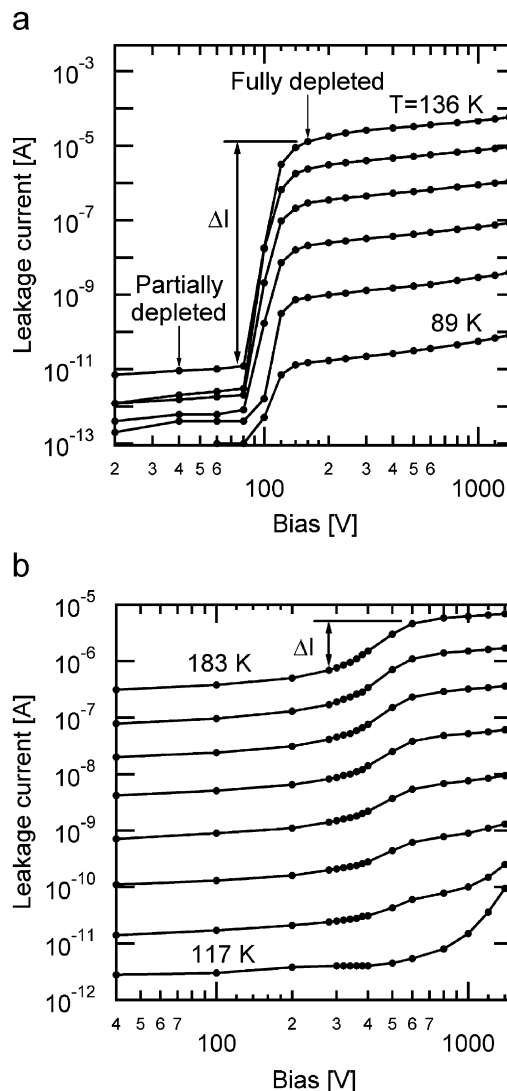 a
Fully depleted
T=136 K
ΔI
Partially
depleted
89 K
10⁻³
10⁻⁵
10⁻⁷
10⁻⁹
10⁻¹¹
10⁻¹³
Leakage current [A]
2 3 4 5 6 100 2 3 4 5 6 1000
Bias [V]
b
183 K
ΔI
117 K
10⁻⁵
10⁻⁶
10⁻⁷
10⁻⁸
10⁻⁹
10⁻¹⁰
10⁻¹¹
10⁻¹²
Leakage current [A]
4 5 6 7 100 2 3 4 5 6 7 1000
Bias [V]